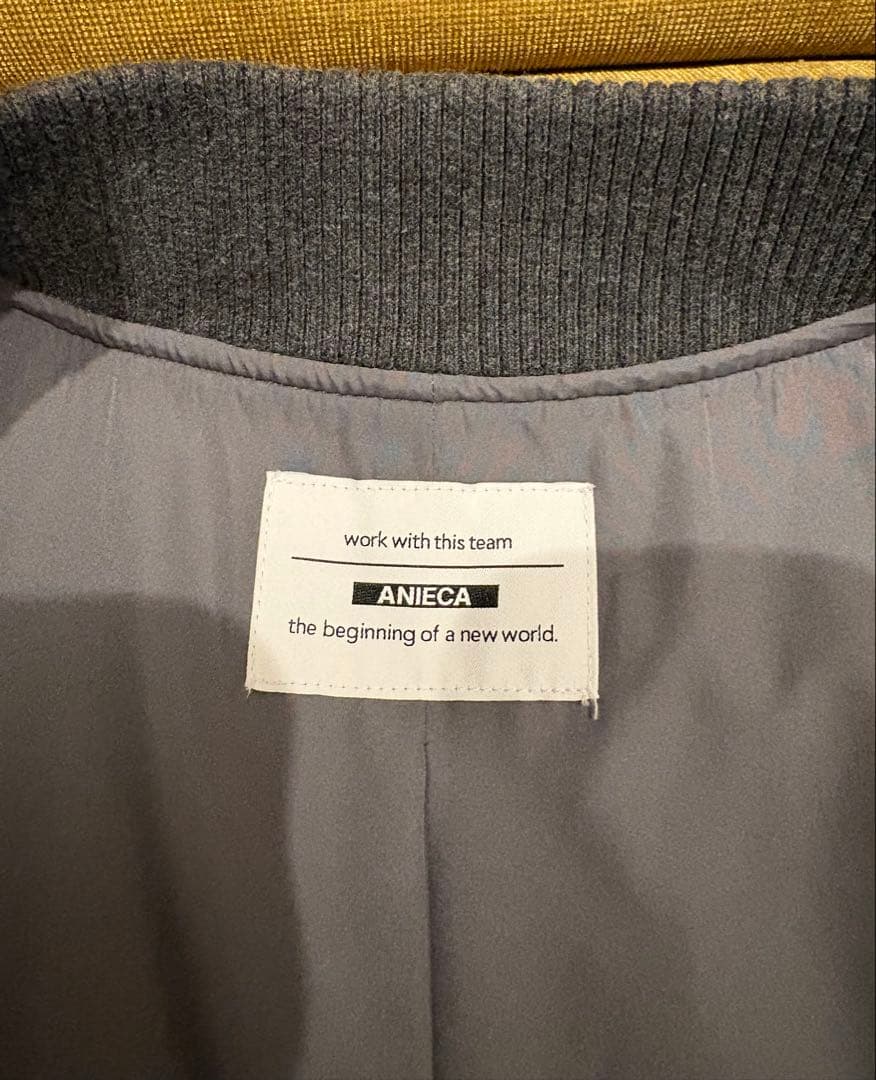 work with this team
ANIECA
the beginning of a new world.